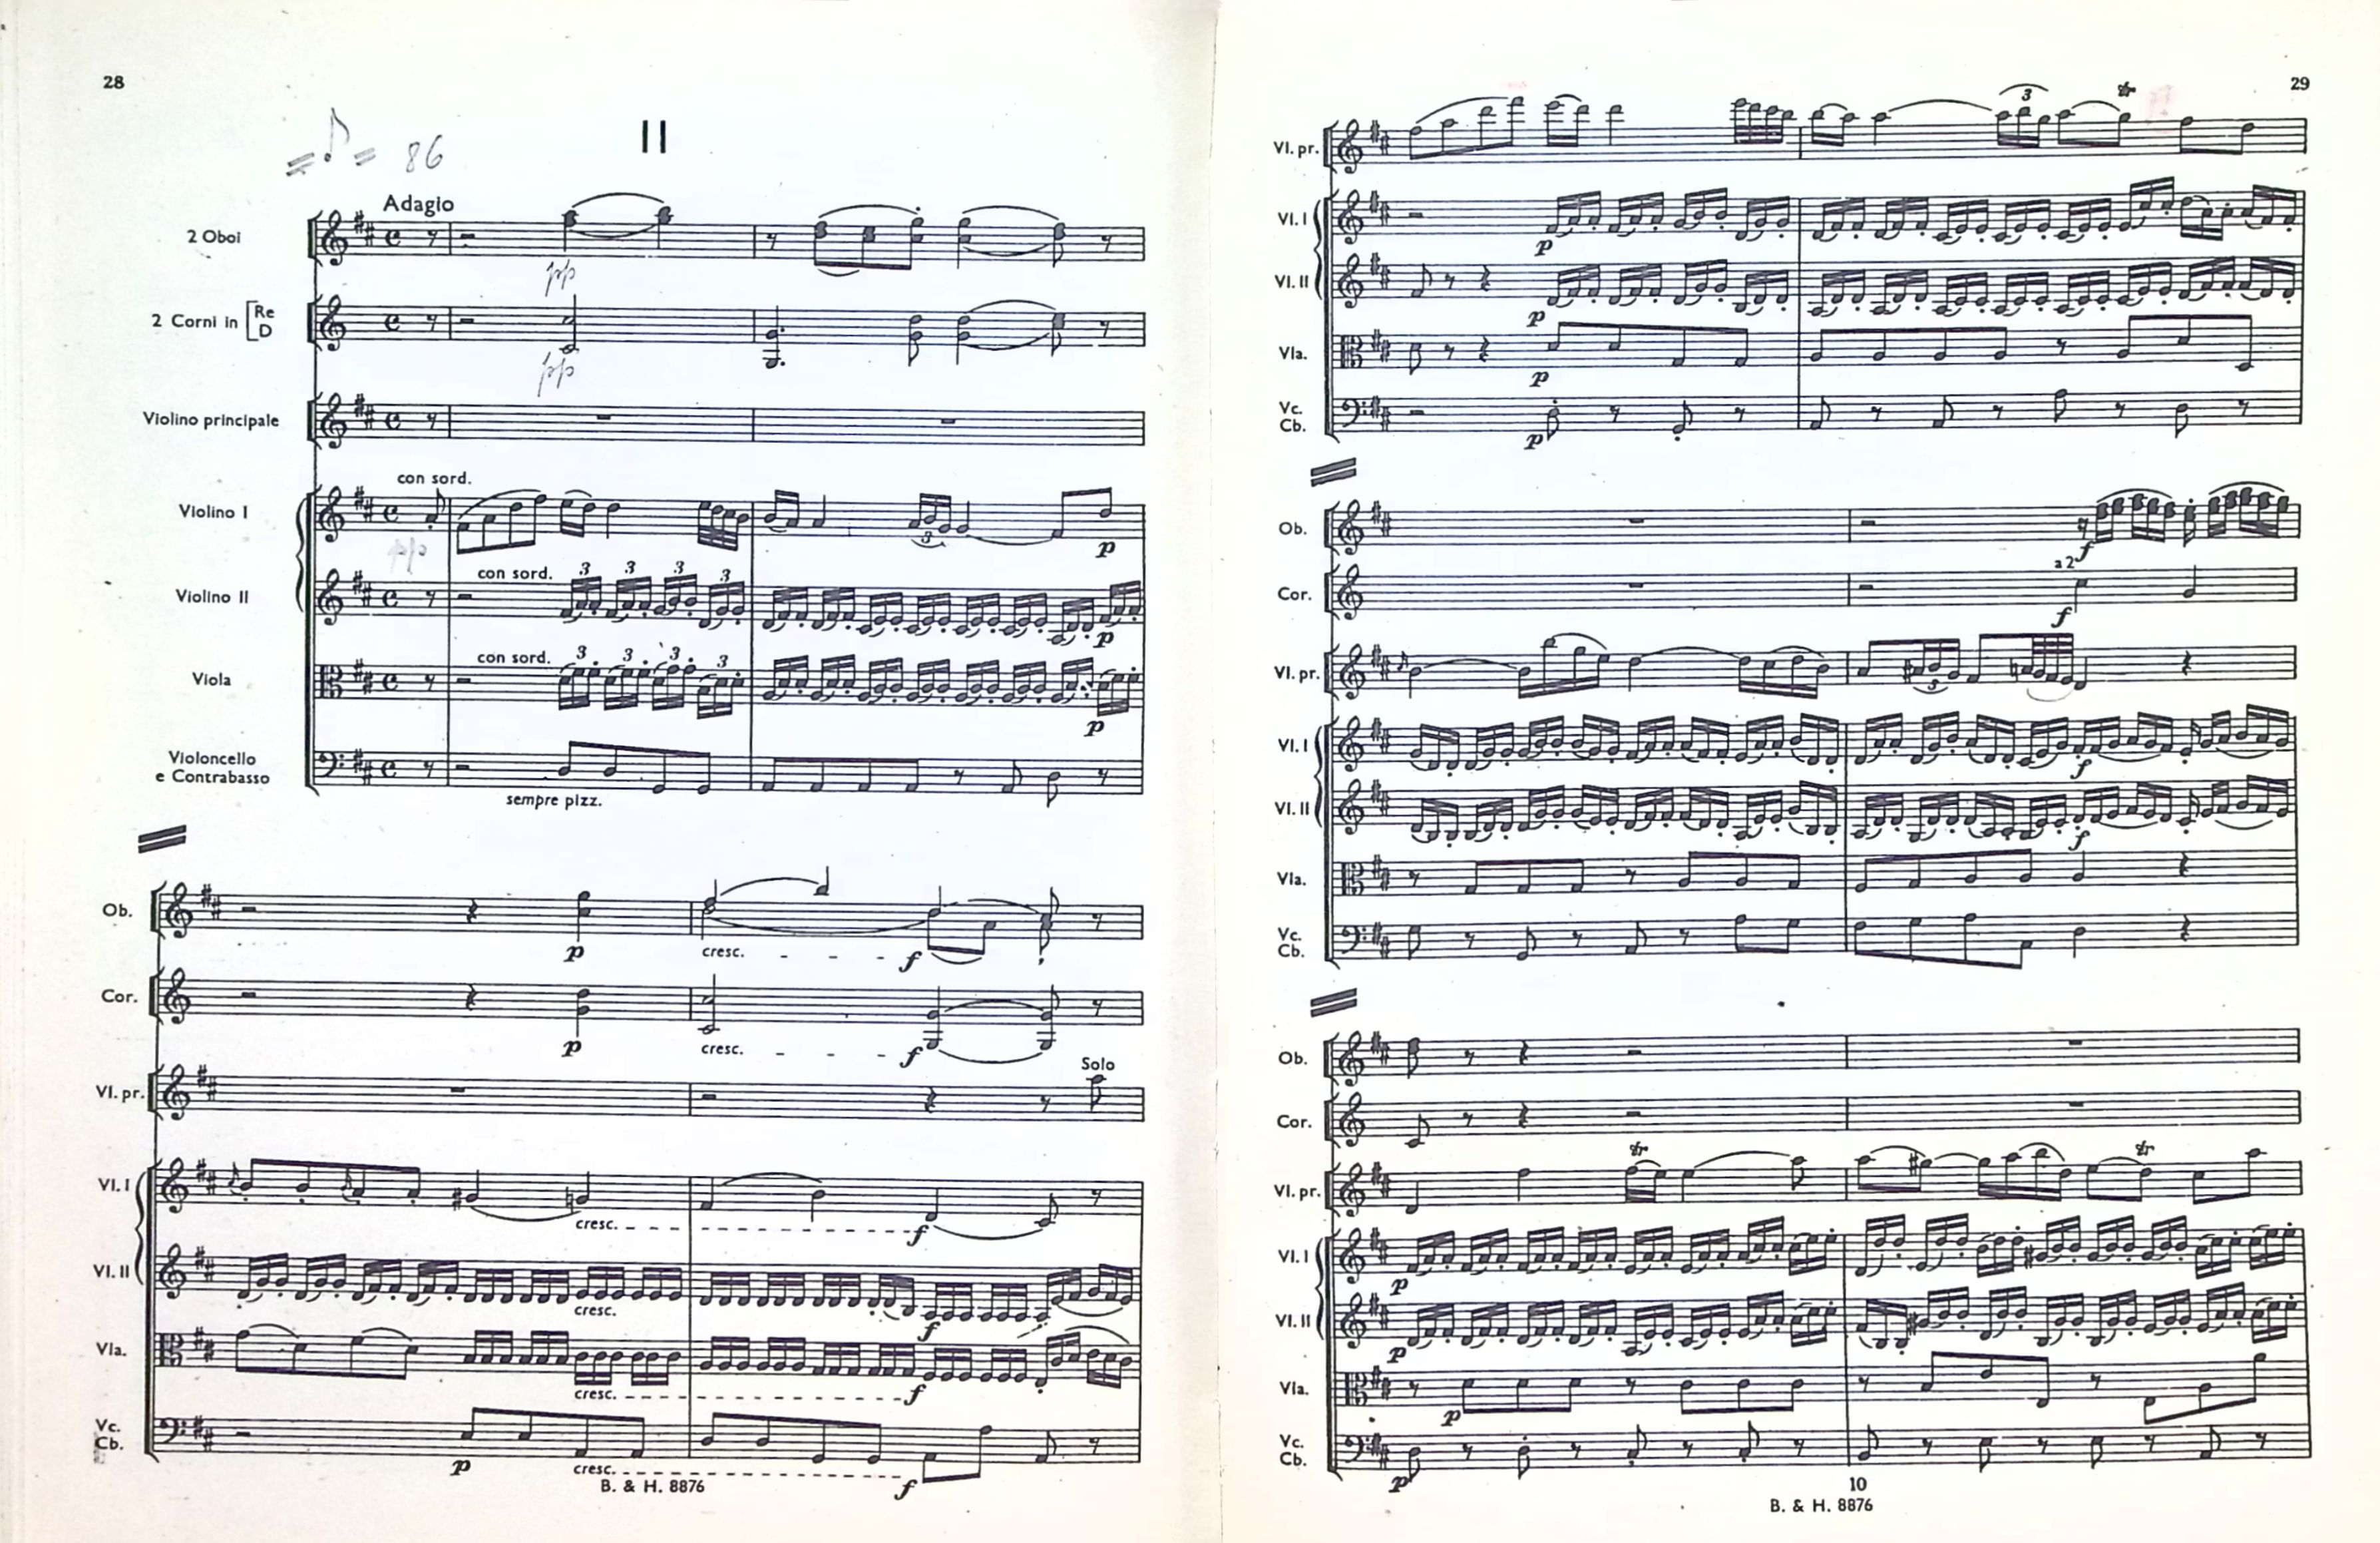 28
II
= ♪ = 86
Adagio
2 Oboi
pp
2 Corni in [Re D
pp
Violino principale
con sord.
Violino I
pp
3
p
con sord. 3 3 3 3
Violino II
p
con sord. 3 3 3 3
Viola
p
Violoncello
e Contrabasso
sempre pizz.
Ob.
p cresc. - - - f
Cor.
p cresc. - - - f
Solo
Vl. pr.
Vl. I
cresc. f
Vl. II
cresc. f
Vla.
cresc. f
Vc.
Cb.
p cresc. f
B. & H. 8876
29
3 tr
Vl. pr.
Vl. I
p
Vl. II
p
Vla.
p
Vc.
Cb.
p
Ob.
f
a 2
Cor.
f
Vl. pr.
3
Vl. I
f
Vl. II
f
Vla.
Vc.
Cb.
Ob.
Cor.
tr tr
Vl. pr.
Vl. I
p
Vl. II
p
Vla.
p
Vc.
Cb.
p
10
B. & H. 8876